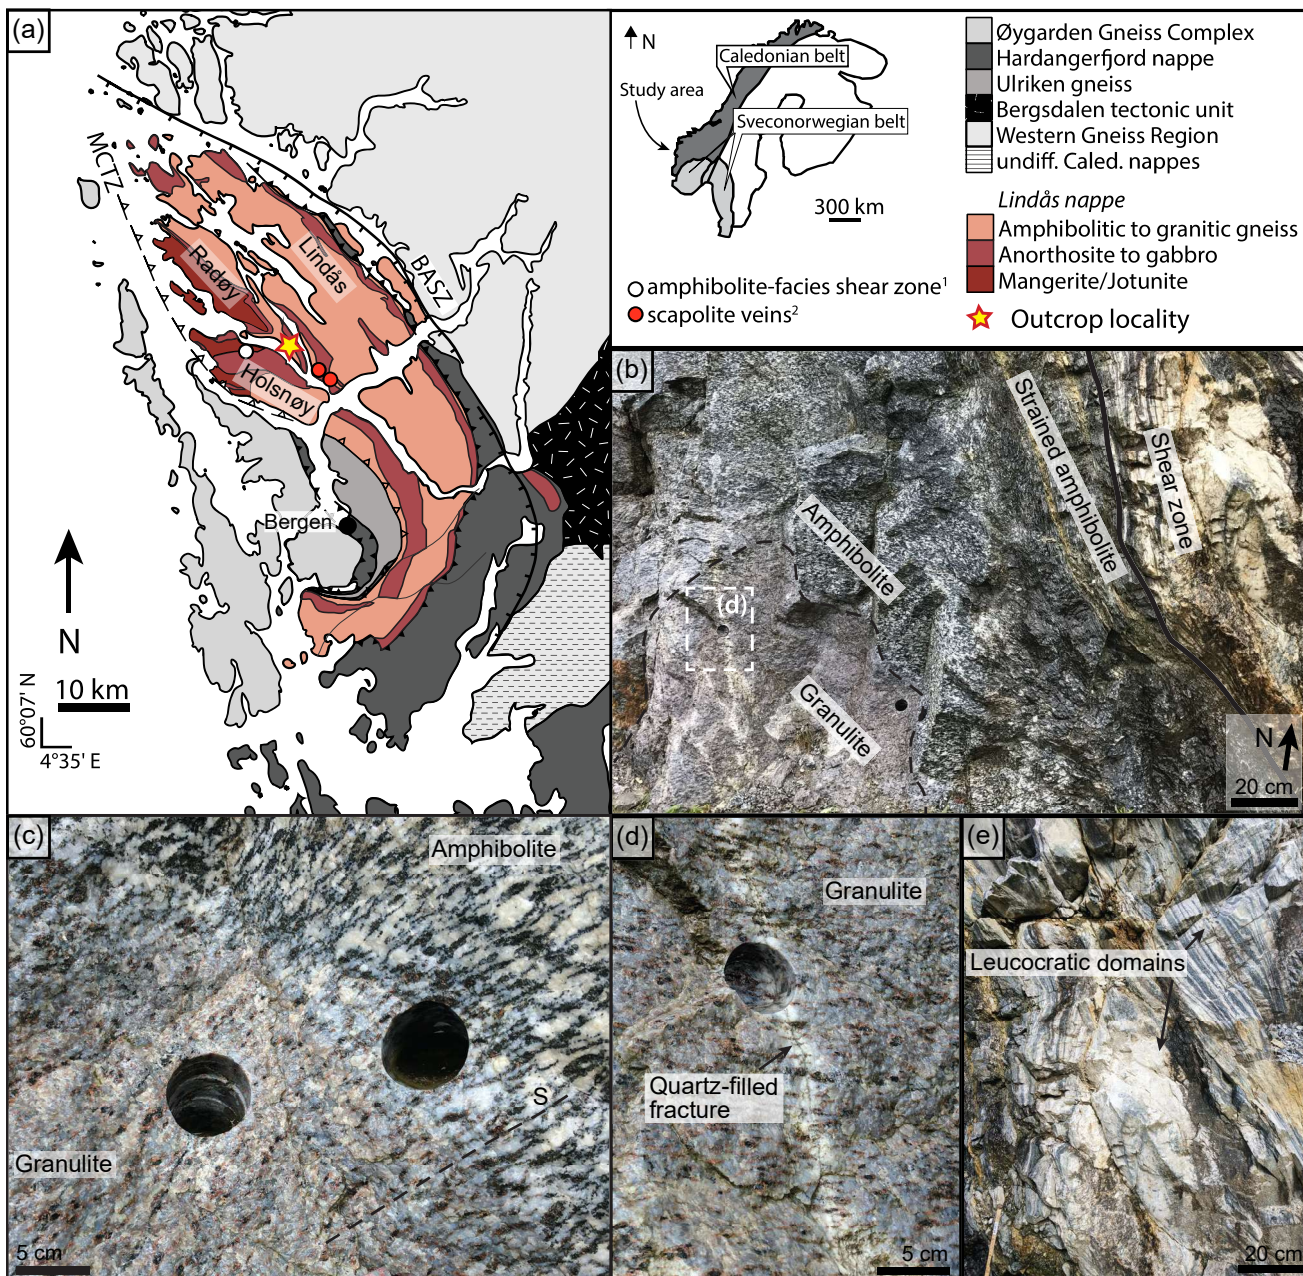 (a)
MCTZ
Radøy
Lindås
BASZ
Holsnøy
Bergen
N
10 km
60°07' N
4°35' E
N
Caledonian belt
Study area
Sveconorwegian belt
300 km
amphibolite-facies shear zone¹
scapolite veins²
Øygarden Gneiss Complex
Hardangerfjord nappe
Ulriken gneiss
Bergsdalen tectonic unit
Western Gneiss Region
undiff. Caled. nappes
Lindås nappe
Amphibolitic to granitic gneiss
Anorthosite to gabbro
Mangerite/Jotunite
Outcrop locality
(b)
Strained amphibolite
Shear zone
Amphibolite
(d)
Granulite
N
20 cm
(c)
Amphibolite
S
Granulite
5 cm
(d)
Granulite
Quartz-filled
fracture
5 cm
(e)
Leucocratic domains
20 cm